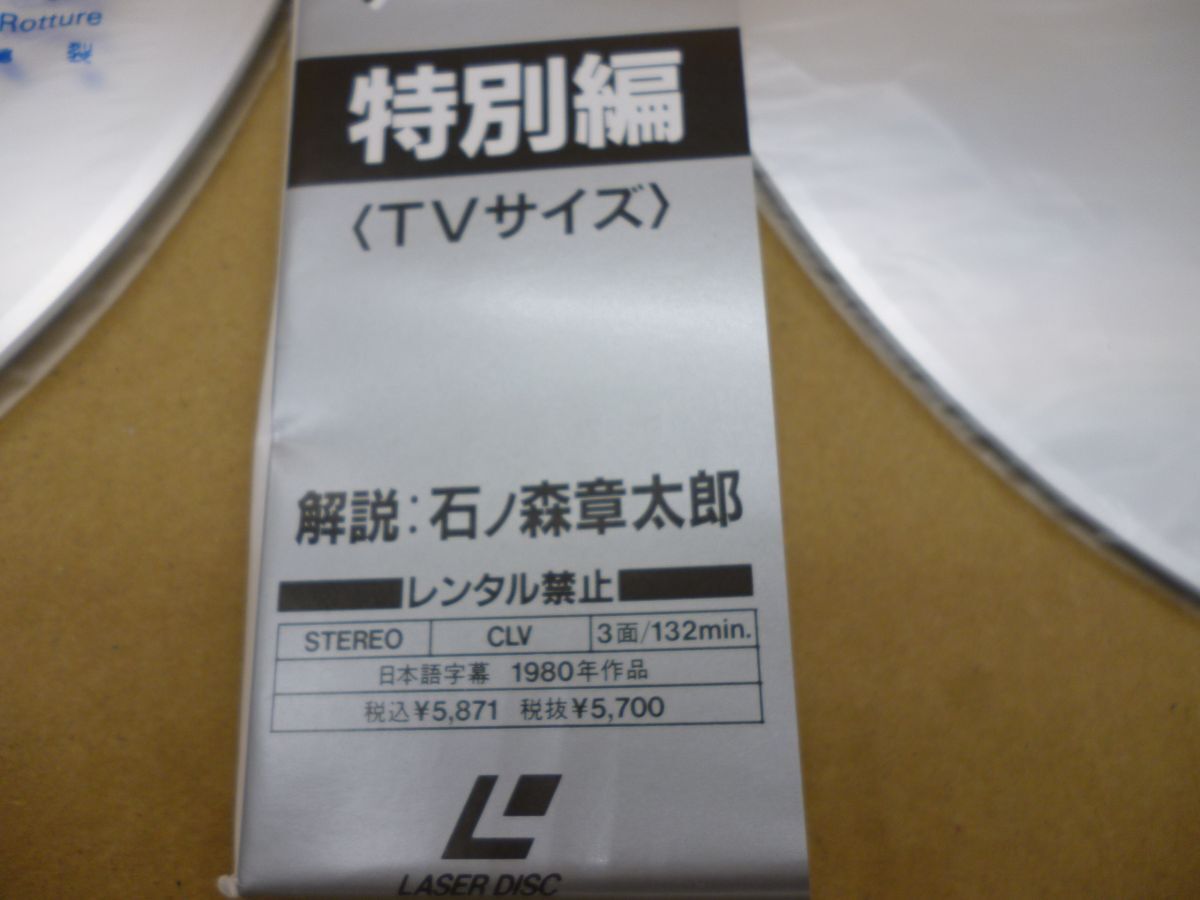 Rotture
裂
特別編
〈TVサイズ〉
解説:石ノ森章太郎
レンタル禁止
STEREO CLV 3面/132min.
日本語字幕 1980年作品
税込¥5,871 税抜¥5,700
LASER DISC